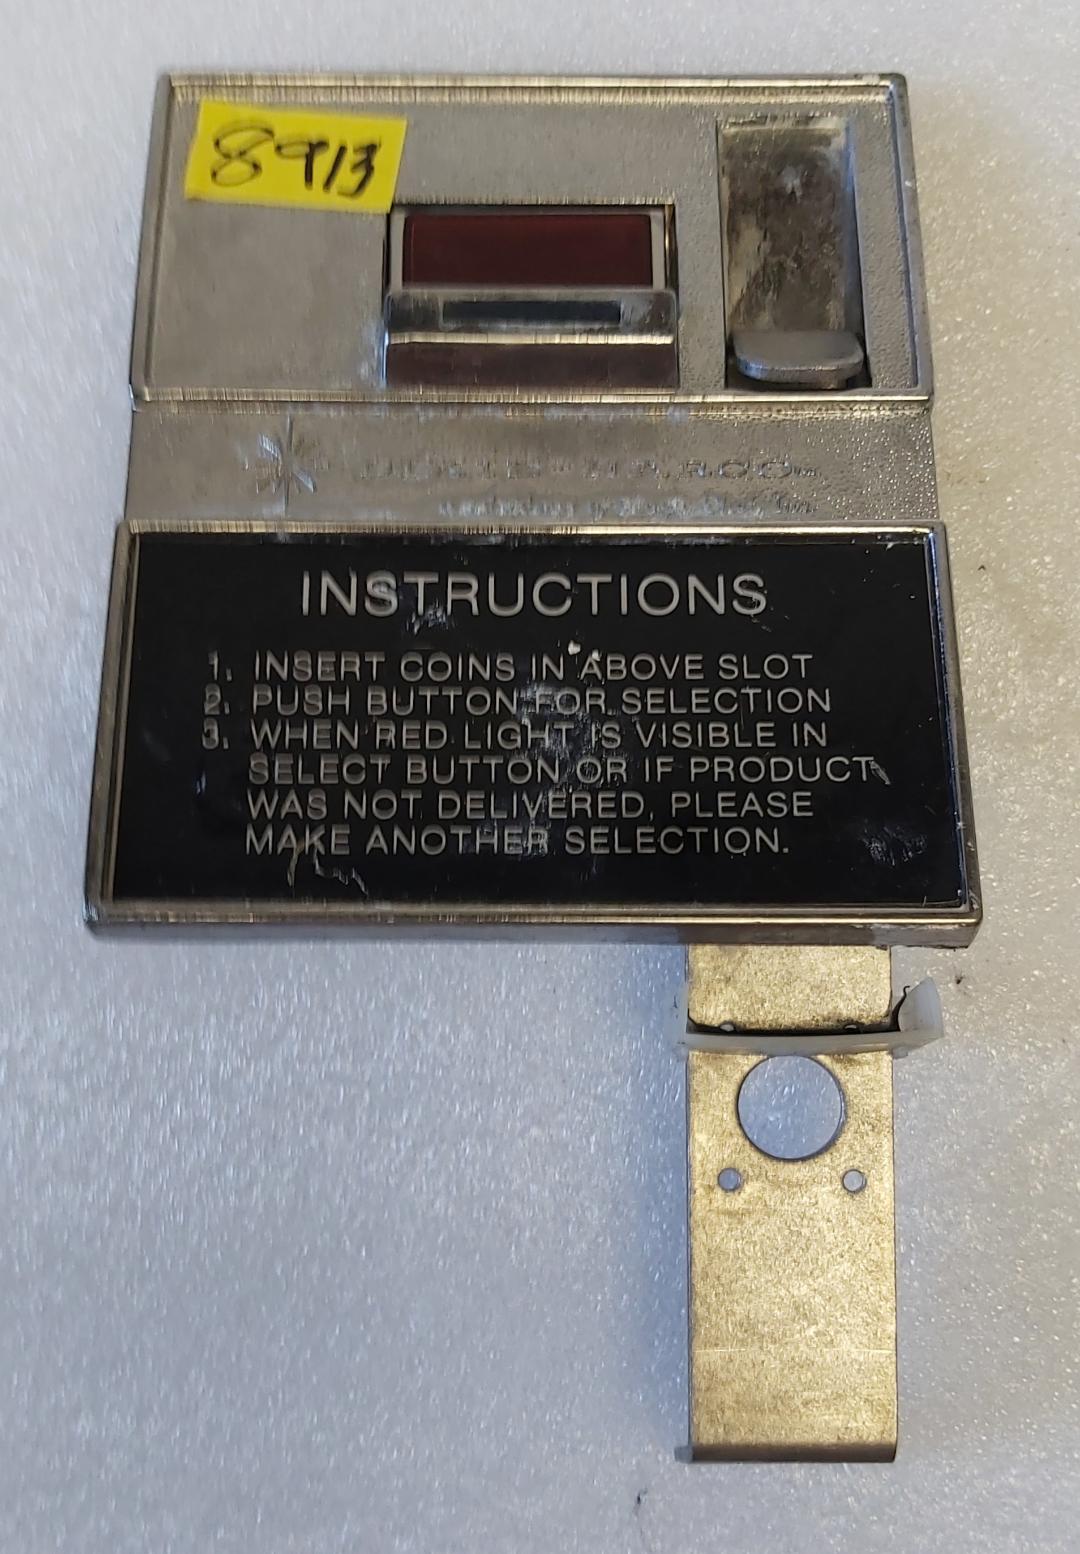 8913
INSTRUCTIONS
1. INSERT COINS IN ABOVE SLOT
2. PUSH BUTTON FOR SELECTION
3. WHEN RED LIGHT IS VISIBLE IN
SELECT BUTTON OR IF PRODUCT
WAS NOT DELIVERED, PLEASE
MAKE ANOTHER SELECTION.